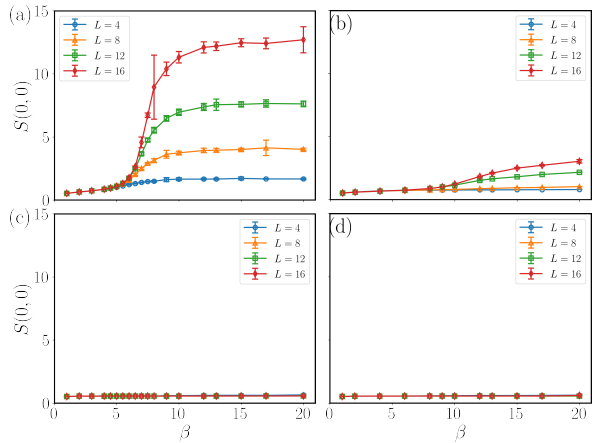 (a)
15
10
5
0
S(0, 0)
L = 4
L = 8
L = 12
L = 16
(b)
L = 4
L = 8
L = 12
L = 16
(c)
15
10
5
0
S(0, 0)
0 5 10 15 20
β
L = 4
L = 8
L = 12
L = 16
(d)
0 5 10 15 20
β
L = 4
L = 8
L = 12
L = 16